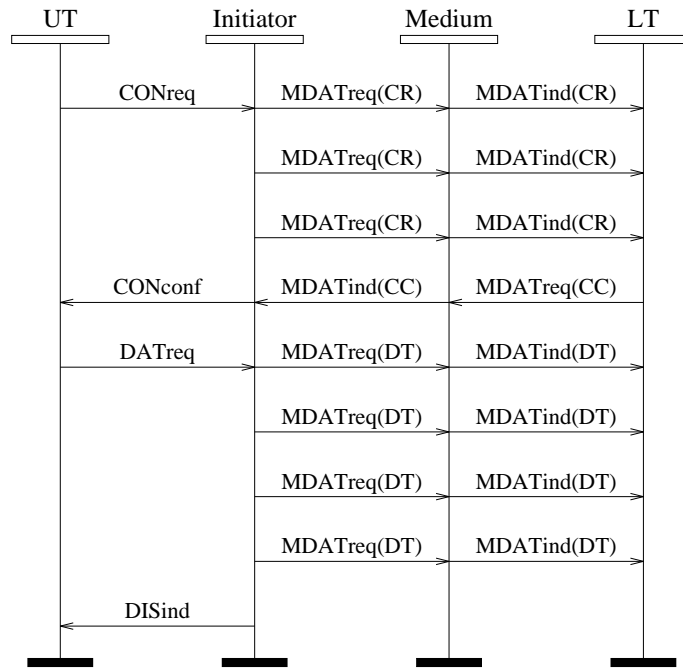 UT Initiator Medium LT
CONreq MDATreq(CR) MDATind(CR)
MDATreq(CR) MDATind(CR)
MDATreq(CR) MDATind(CR)
CONconf MDATind(CC) MDATreq(CC)
DATreq MDATreq(DT) MDATind(DT)
MDATreq(DT) MDATind(DT)
MDATreq(DT) MDATind(DT)
MDATreq(DT) MDATind(DT)
DISind